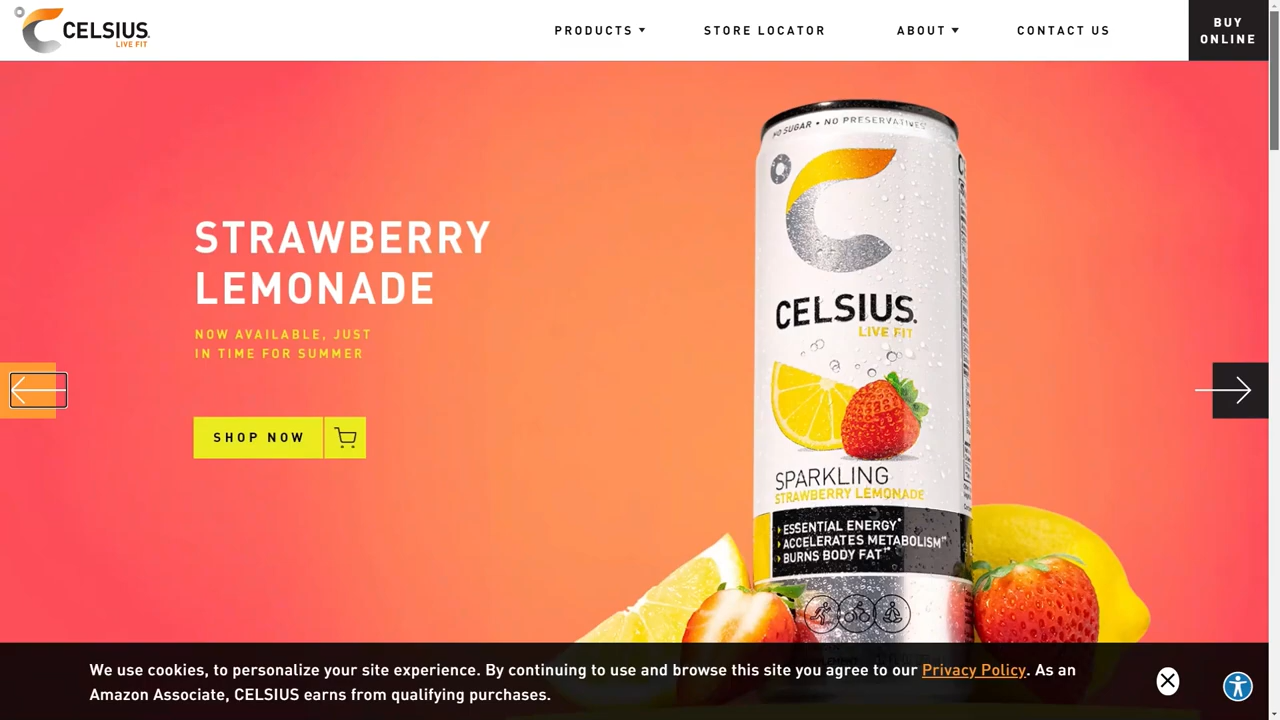 CELSIUS.
LIVE FIT
PRODUCTS
STORE LOCATOR
ABOUT
CONTACT US
BUY
ONLINE
STRAWBERRY
LEMONADE
NOW AVAILABLE, JUST
IN TIME FOR SUMMER
SHOP NOW
NO SUGAR • NO PRESERVATIVES
CELSIUS.
LIVE FIT
SPARKLING
STRAWBERRY LEMONADE
ESSENTIAL ENERGY*
ACCELERATES METABOLISM*†
BURNS BODY FAT*†
We use cookies, to personalize your site experience. By continuing to use and browse this site you agree to our Privacy Policy. As an
Amazon Associate, CELSIUS earns from qualifying purchases.